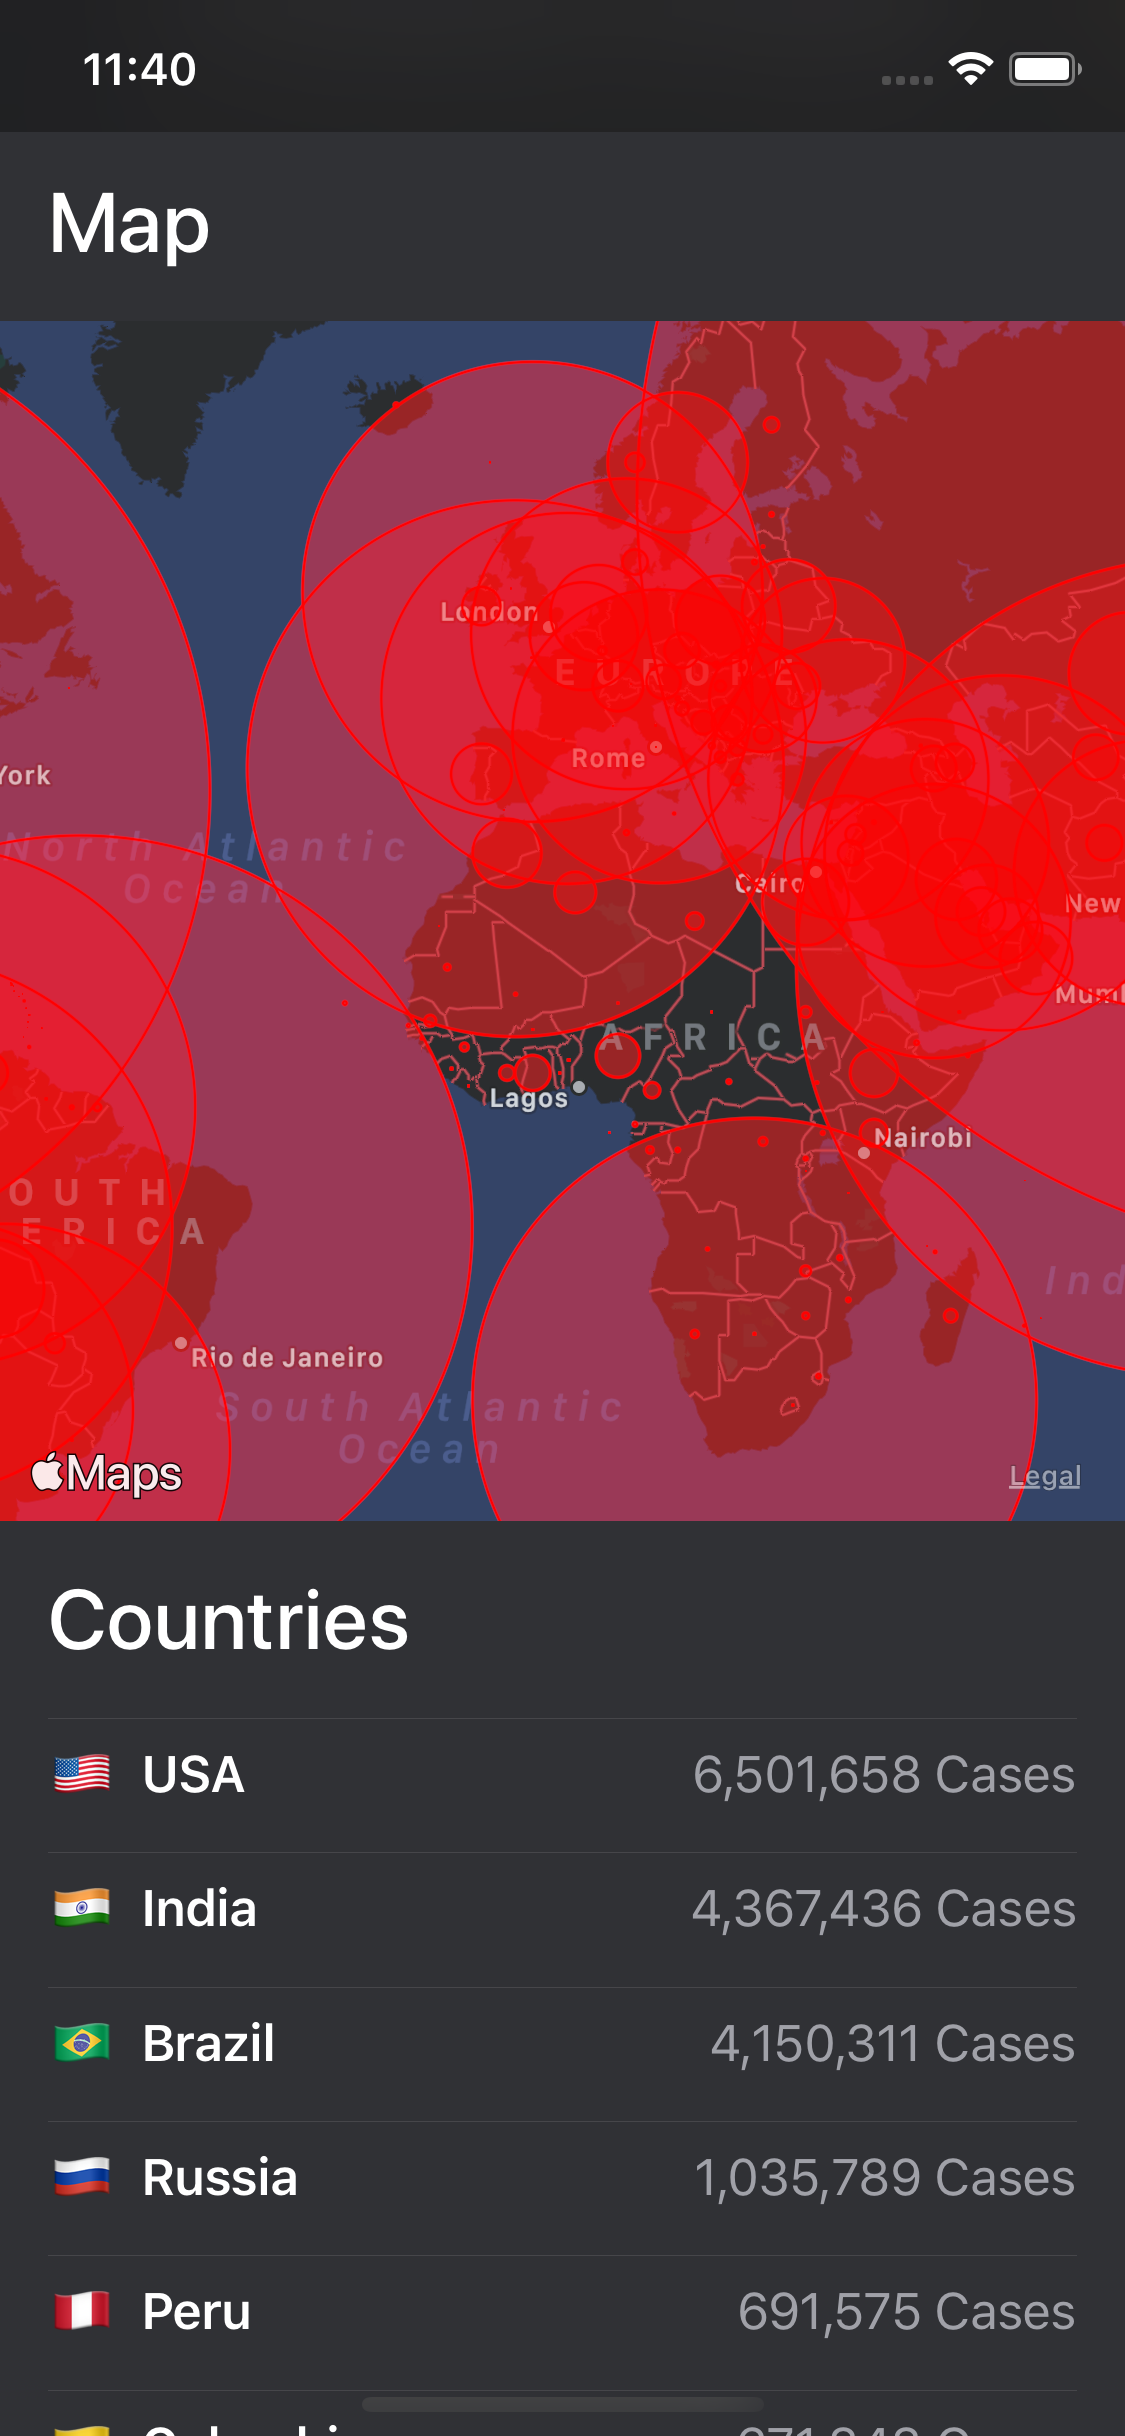 11:40
Map
London
EUROPE
Rome
York
North Atlantic
Ocean
Cairo
New
Mum
AFRICA
Lagos
Nairobi
OUTH
ERICA
Ind
Rio de Janeiro
South Atlantic
Ocean
Maps
Legal
Countries
USA 6,501,658 Cases
India 4,367,436 Cases
Brazil 4,150,311 Cases
Russia 1,035,789 Cases
Peru 691,575 Cases